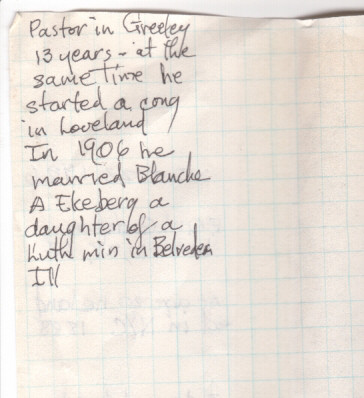 Pastor in Greeley
13 years - at the
same time he
started a cong
in Loveland
In 1906 he
married Blanche
A Ekeberg a
daughter of a
Luth min in Belvedere
Ill